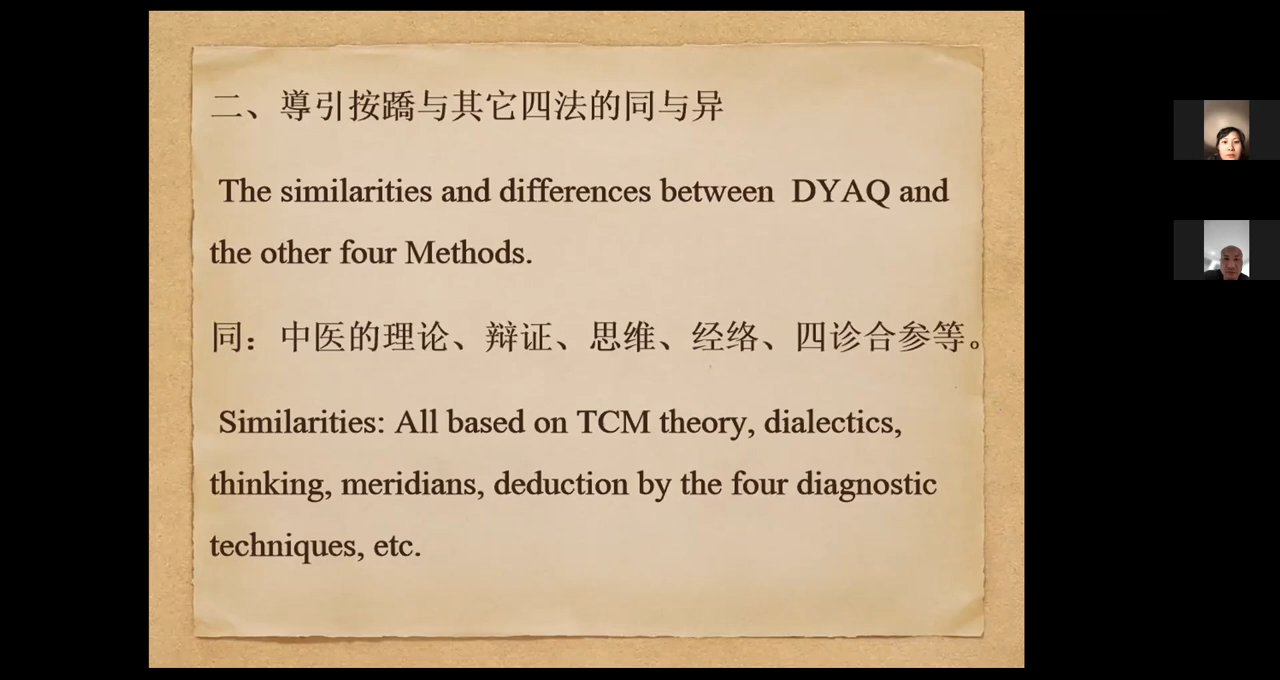 二、導引按蹻与其它四法的同与异
The similarities and differences between DYAQ and
the other four Methods.
同：中医的理论、辩证、思维、经络、四诊合参等。
Similarities: All based on TCM theory, dialectics,
thinking, meridians, deduction by the four diagnostic
techniques, etc.